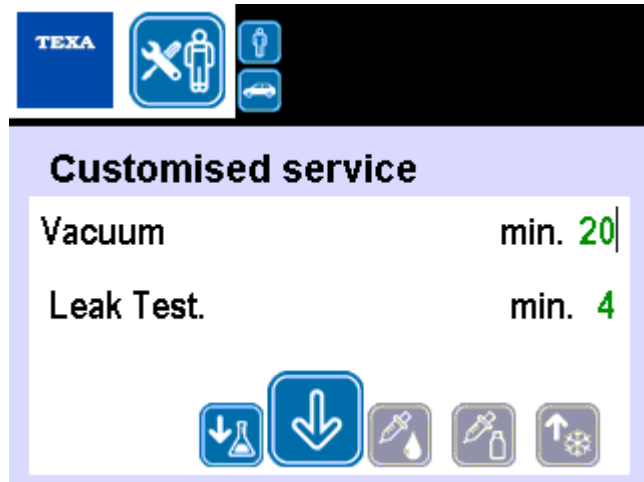 TEXA
Customised service
Vacuum min. 20
Leak Test. min. 4